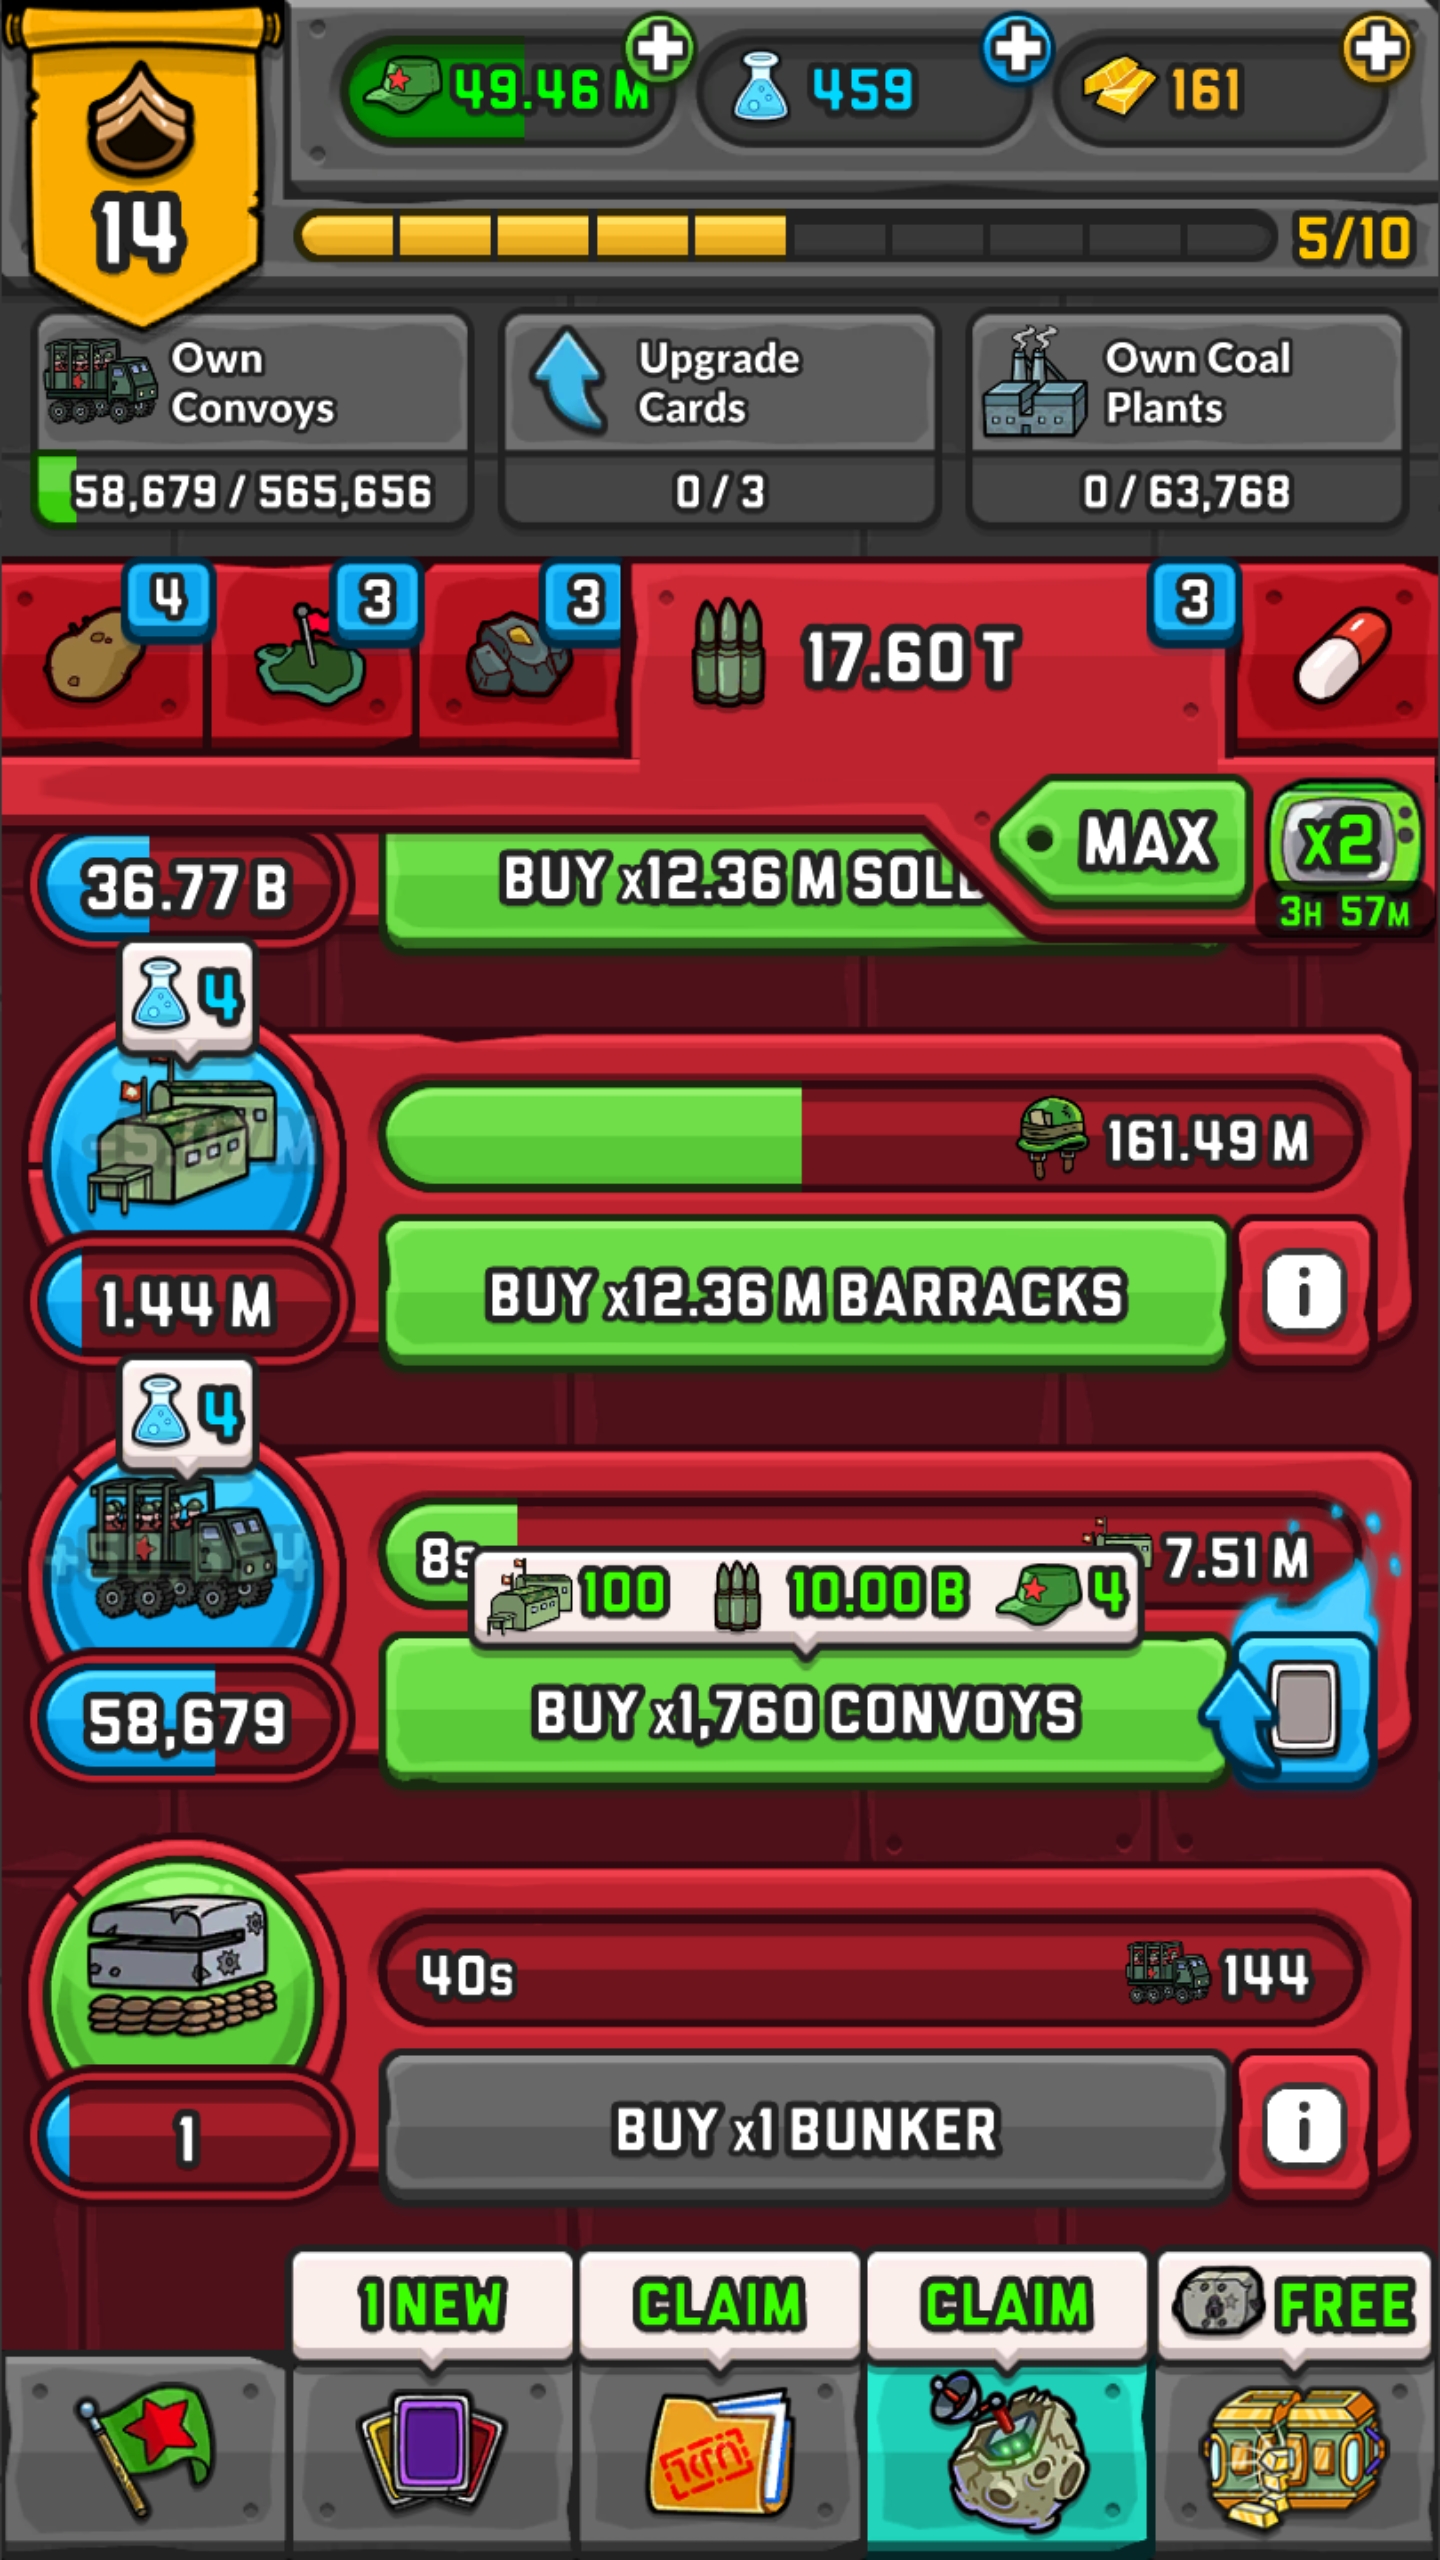 14
49.46 M
459
161
5/10
Own
Convoys
58,679 / 565,656
Upgrade
Cards
0 / 3
Own Coal
Plants
0 / 63,768
4
3
3
17.60 T
3
MAX
x2
3H 57M
36.77 B
BUY x12.36 M
4
161.49 M
1.44 M
BUY x12.36 M BARRACKS
i
4
8s
7.51 M
100
10.00 B
4
58,679
BUY x1,760 CONVOYS
40s
144
1
BUY x1 BUNKER
i
1 NEW
CLAIM
CLAIM
FREE